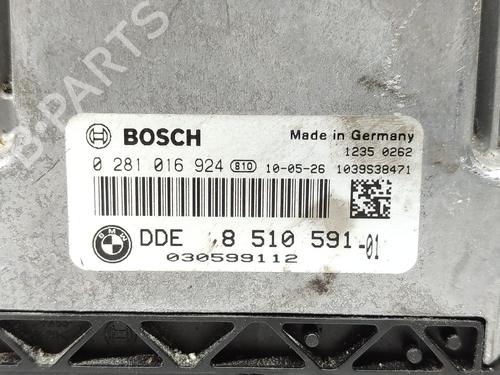 B-PARTS
BOSCH
Made in Germany
1235 0262
0 281 016 924 B10 10-05-26 1039S38471
BMW
DDE 8 510 591-01
030599112